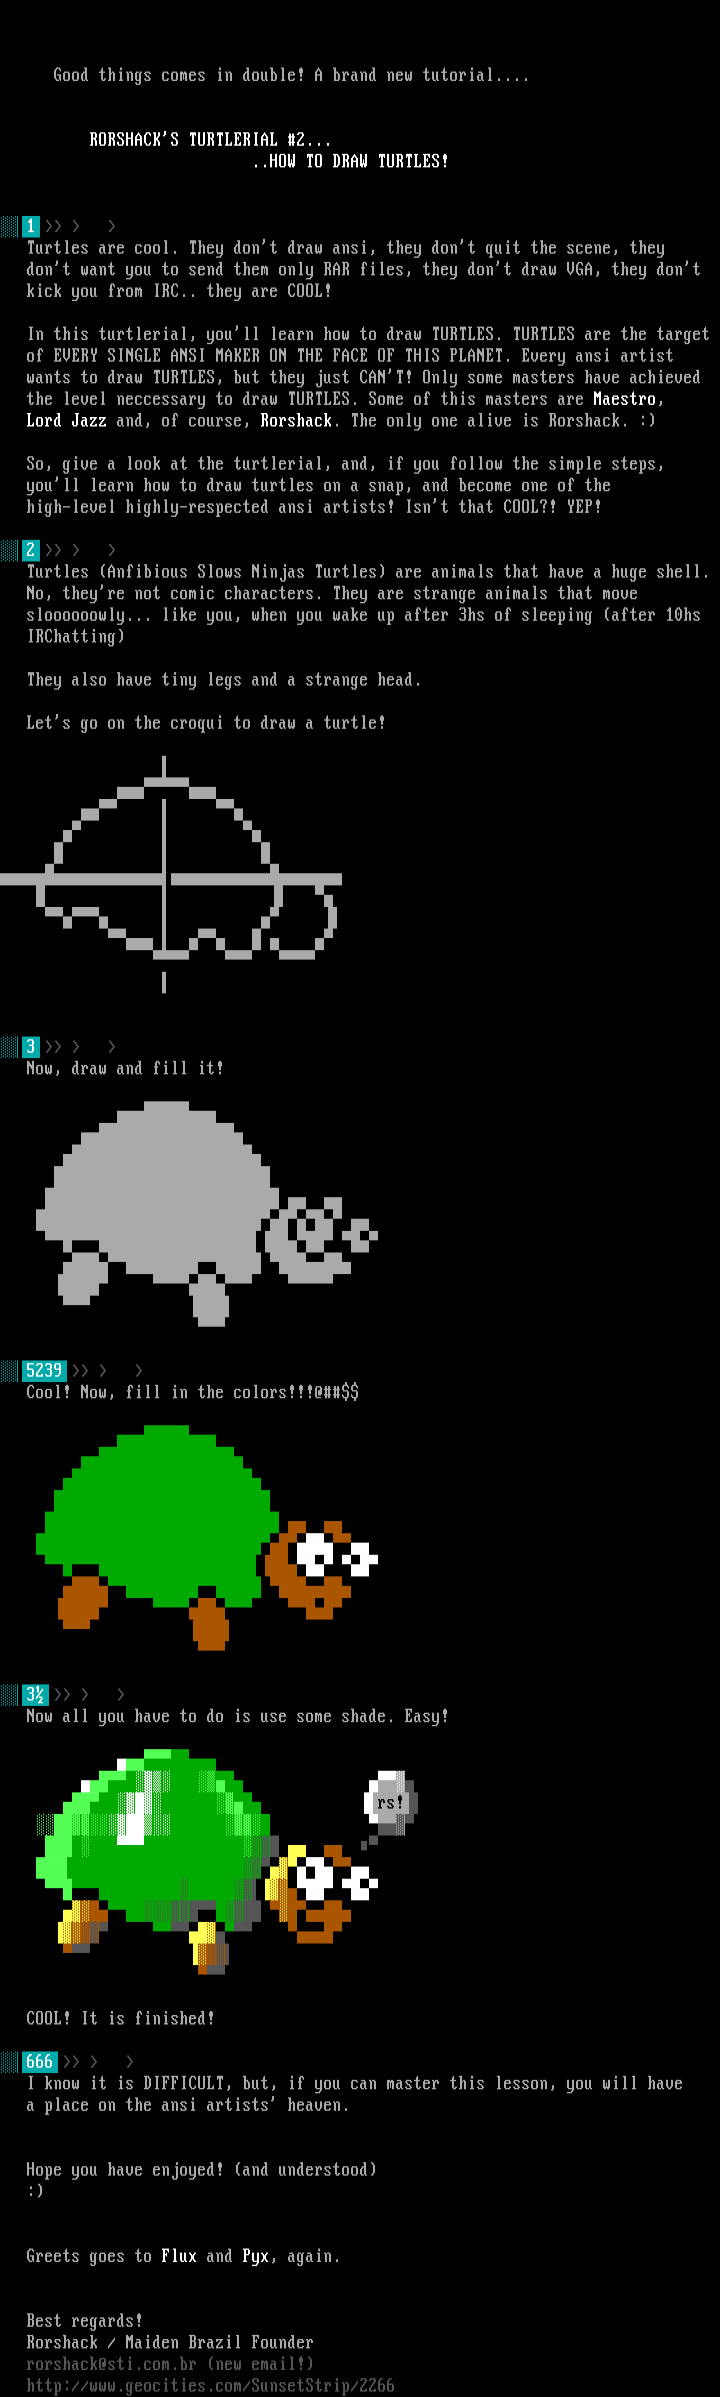 Good things comes in double! A brand new tutorial....
RORSHACK'S TURTLERIAL #2...
..HOW TO DRAW TURTLES!
1 >> >   >
Turtles are cool. They don't draw ansi, they don't quit the scene, they
don't want you to send them only RAR files, they don't draw VGA, they don't
kick you from IRC.. they are COOL!
In this turtlerial, you'll learn how to draw TURTLES. TURTLES are the target
of EVERY SINGLE ANSI MAKER ON THE FACE OF THIS PLANET. Every ansi artist
wants to draw TURTLES, but they just CAN'T! Only some masters have achieved
the level neccessary to draw TURTLES. Some of this masters are Maestro,
Lord Jazz and, of course, Rorshack. The only one alive is Rorshack. :)
So, give a look at the turtlerial, and, if you follow the simple steps,
you'll learn how to draw turtles on a snap, and become one of the
high-level highly-respected ansi artists! Isn't that COOL?! YEP!
2 >> >   >
Turtles (Anfibious Slows Ninjas Turtles) are animals that have a huge shell.
No, they're not comic characters. They are strange animals that move
sloooooowly... like you, when you wake up after 3hs of sleeping (after 10hs
IRChatting)
They also have tiny legs and a strange head.
Let's go on the croqui to draw a turtle!
3 >> >   >
Now, draw and fill it!
5239 >> >   >
Cool! Now, fill in the colors!!!@##$$
3½ >> >   >
Now all you have to do is use some shade. Easy!
rs!
COOL! It is finished!
666 >> >   >
I know it is DIFFICULT, but, if you can master this lesson, you will have
a place on the ansi artists' heaven.
Hope you have enjoyed! (and understood)
:)
Greets goes to Flux and Pyx, again.
Best regards!
Rorshack / Maiden Brazil Founder
rorshack@sti.com.br (new email!)
http://www.geocities.com/SunsetStrip/2266